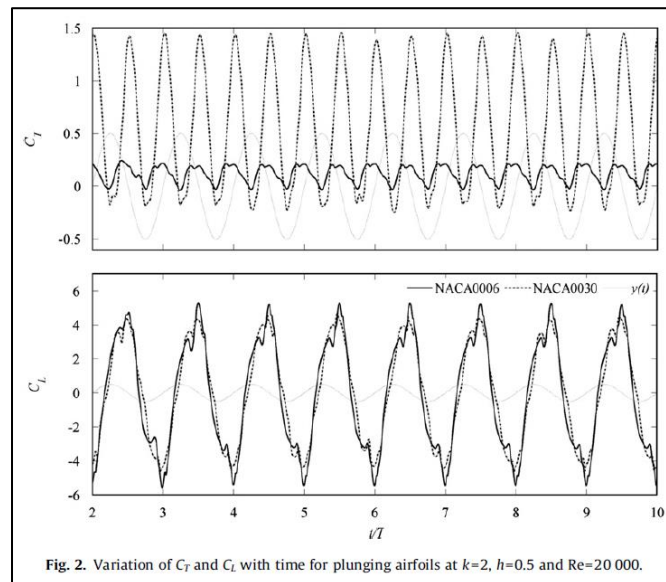 1.5
1
C_T
0.5
0
-0.5
NACA0006 NACA0030 y(t)
6
4
2
C_L
0
-2
-4
-6
2 3 4 5 6 7 8 9 10
t/T
Fig. 2. Variation of C_T and C_L with time for plunging airfoils at k=2, h=0.5 and Re=20 000.